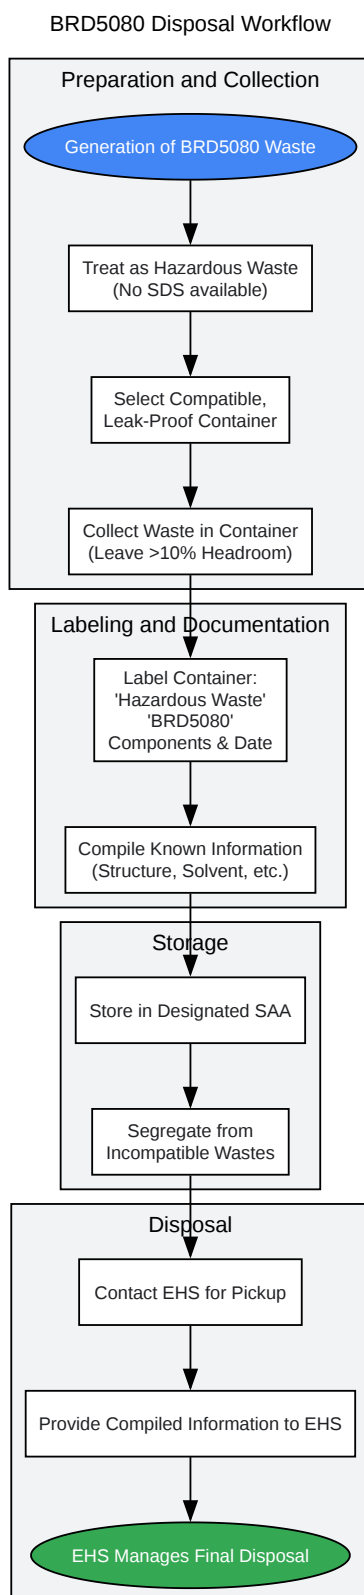 BRD5080 Disposal Workflow
Preparation and Collection
Generation of BRD5080 Waste
Treat as Hazardous Waste
(No SDS available)
Select Compatible,
Leak-Proof Container
Collect Waste in Container
(Leave >10% Headroom)
Labeling and Documentation
Label Container:
'Hazardous Waste'
'BRD5080'
Components & Date
Compile Known Information
(Structure, Solvent, etc.)
Storage
Store in Designated SAA
Segregate from
Incompatible Wastes
Disposal
Contact EHS for Pickup
Provide Compiled Information to EHS
EHS Manages Final Disposal